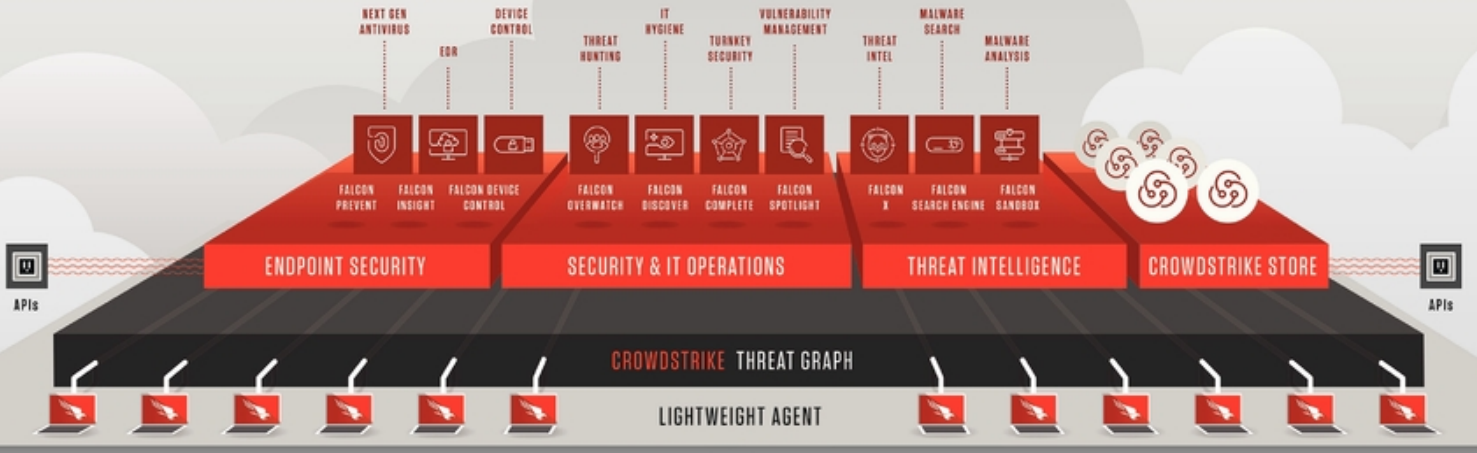 NEXT GEN
ANTIVIRUS
EDR
DEVICE
CONTROL
THREAT
HUNTING
IT
HYGIENE
TURNKEY
SECURITY
VULNERABILITY
MANAGEMENT
THREAT
INTEL
MALWARE
SEARCH
MALWARE
ANALYSIS
FALCON
PREVENT
FALCON
INSIGHT
FALCON DEVICE
CONTROL
FALCON
OVERWATCH
FALCON
DISCOVER
FALCON
COMPLETE
FALCON
SPOTLIGHT
FALCON
X
FALCON
SEARCH ENGINE
FALCON
SANDBOX
ENDPOINT SECURITY
SECURITY & IT OPERATIONS
THREAT INTELLIGENCE
CROWDSTRIKE STORE
APIs
APIs
CROWDSTRIKE THREAT GRAPH
LIGHTWEIGHT AGENT